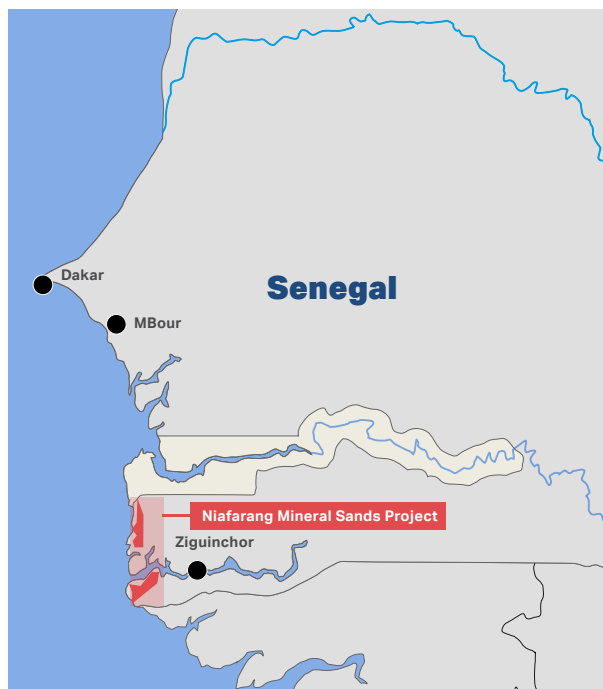 Dakar
Senegal
MBour
Niafarang Mineral Sands Project
Ziguinchor